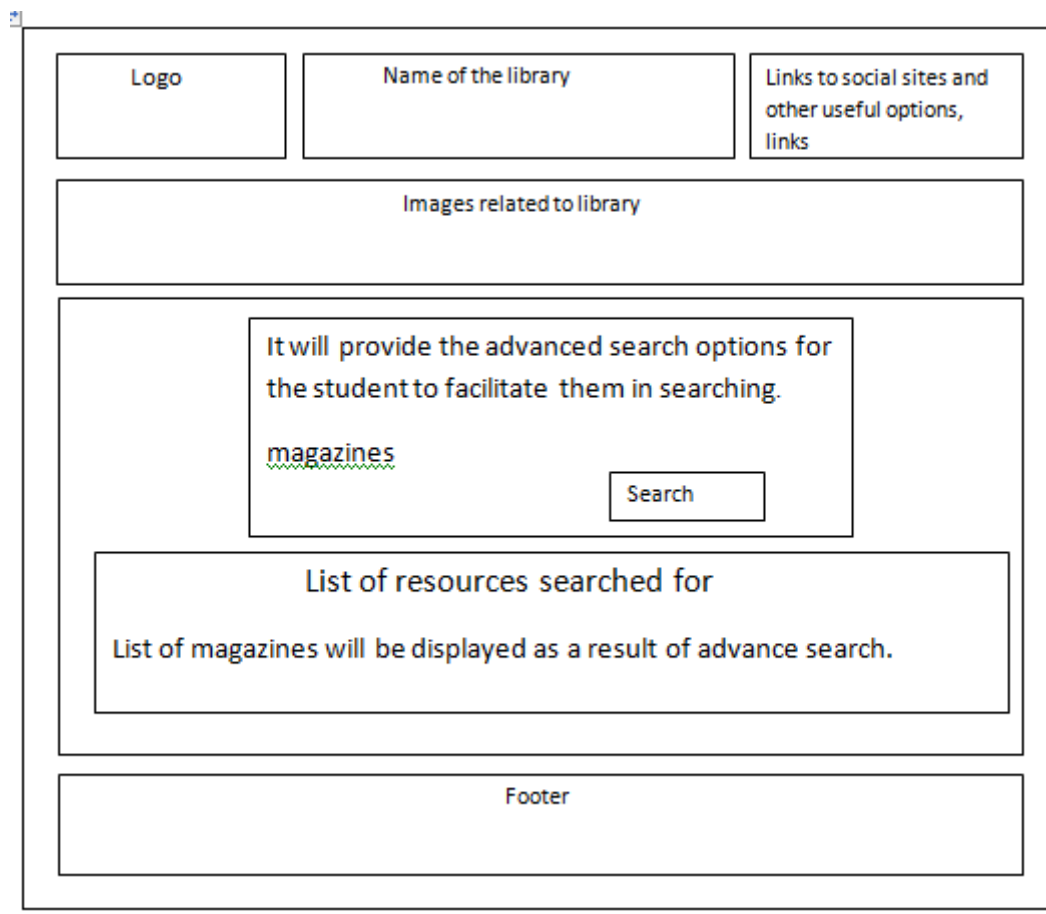 Logo
Name of the library
Links to social sites and
other useful options,
links
Images related to library
It will provide the advanced search options for
the student to facilitate them in searching.
magazines
Search
List of resources searched for
List of magazines will be displayed as a result of advance search.
Footer